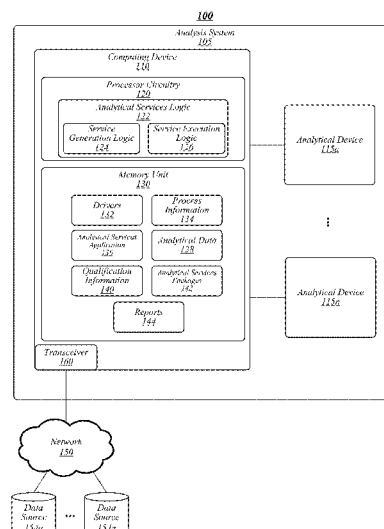 100
Analysis System
105
Computing Device
110
Processor Circuitry
120
Analytical Services Logic
122
Service
Generation Logic
124
Service Execution
Logic
126
Memory Unit
130
Drivers
132
Process
Information
134
Analytical Services
Application
136
Analytical Data
138
Qualification
Information
140
Analytical Services
Packages
142
Reports
144
Transceiver
160
Analytical Device
115a
Analytical Device
115n
Network
150
Data
Source
Data
Source